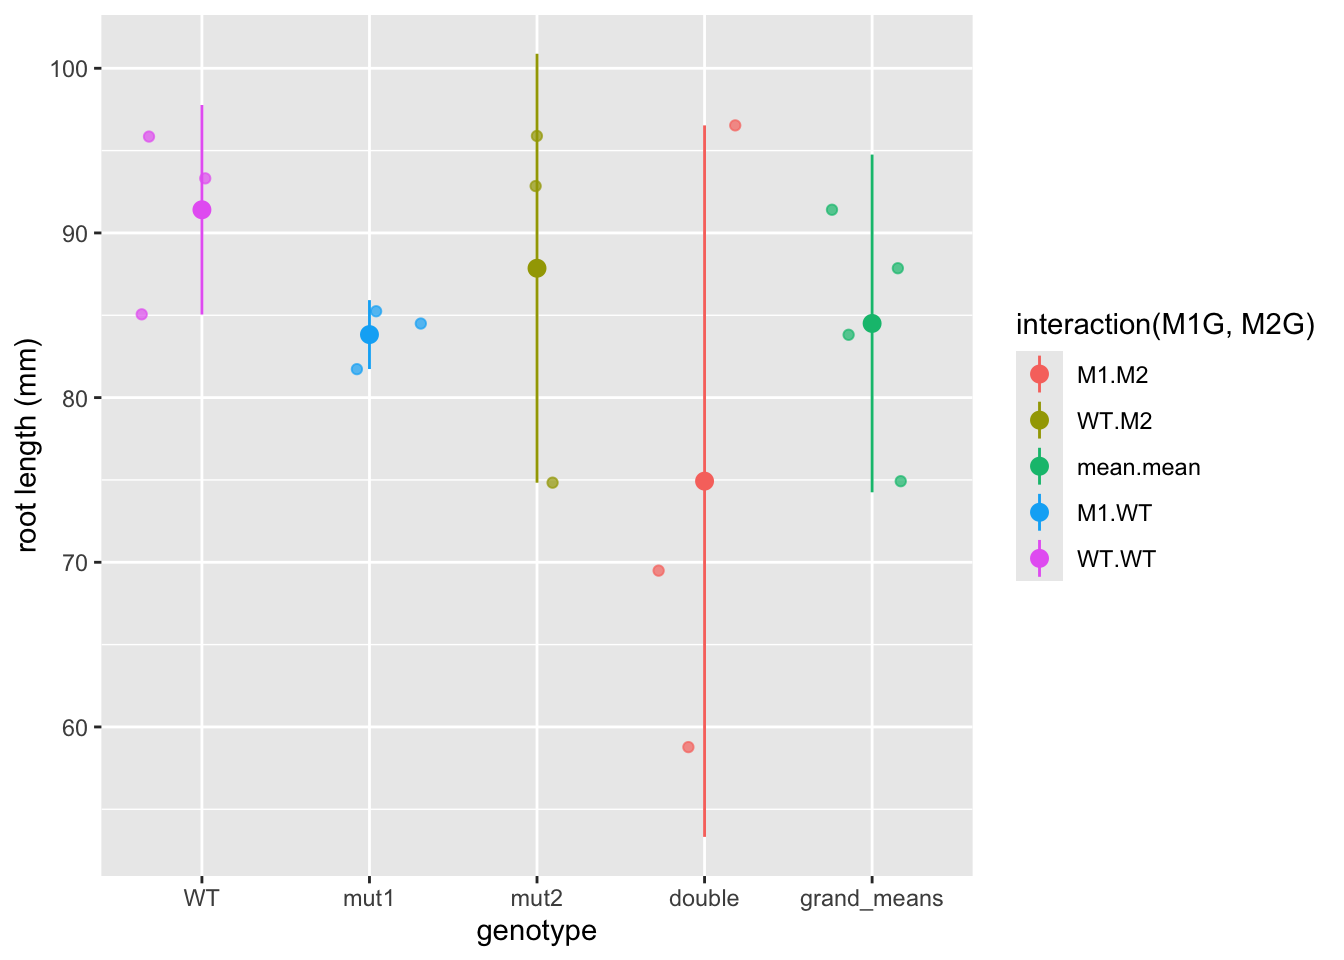 root length (mm)
100
90
80
70
60
WT
mut1
mut2
double
grand_means
genotype
interaction(M1G, M2G)
M1.M2
WT.M2
mean.mean
M1.WT
WT.WT